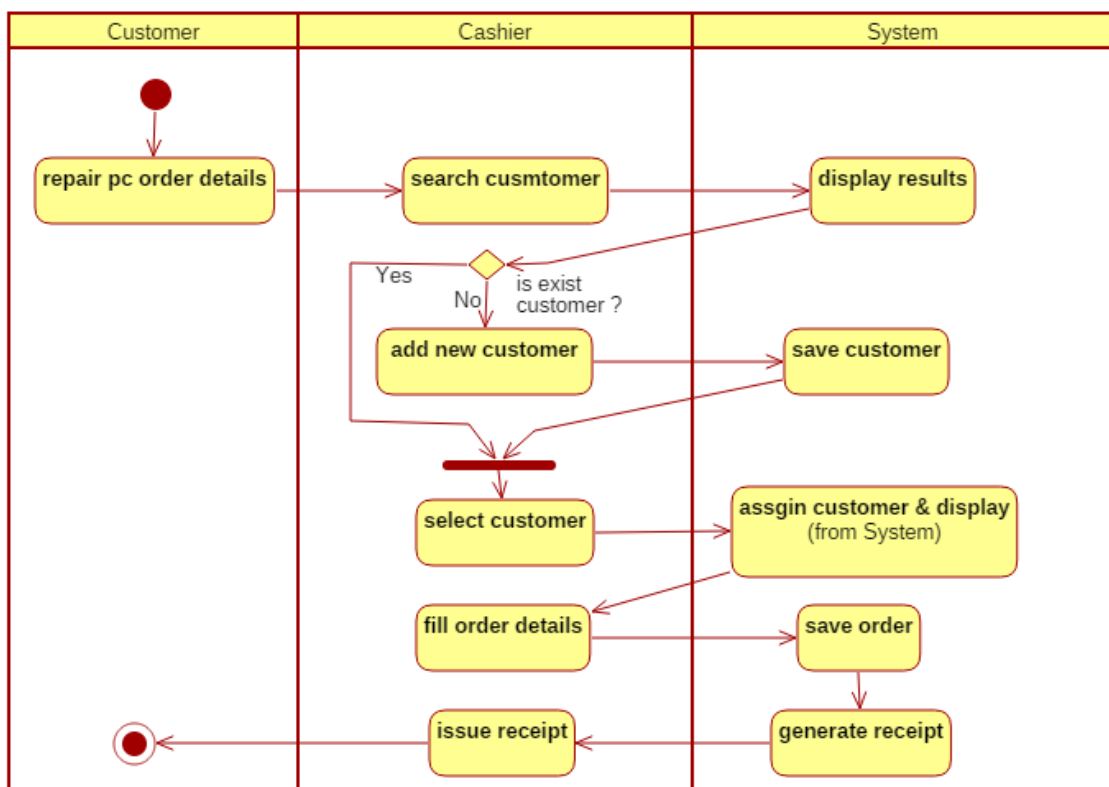 Customer
Cashier
System
repair pc order details
search cusmtomer
display results
Yes
is exist
customer ?
No
add new customer
save customer
select customer
assgin customer & display
(from System)
fill order details
save order
issue receipt
generate receipt